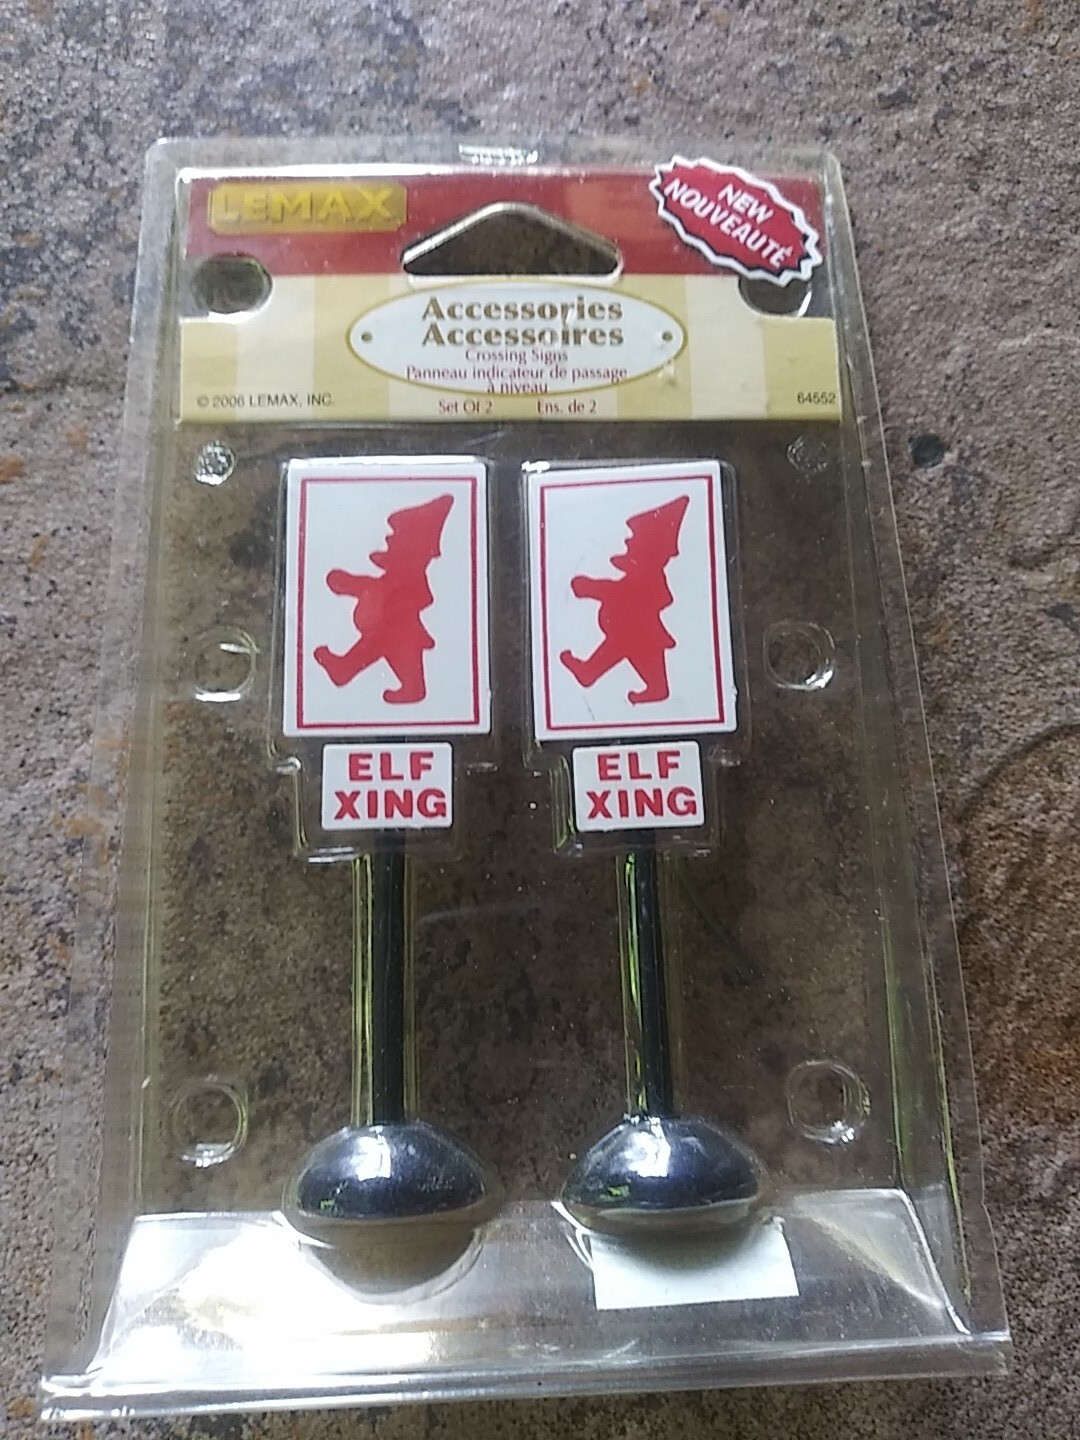 LEMAX
NEW
NOUVEAUTÉ
Accessories
Accessoires
Crossing Signs
Panneau indicateur de passage
à niveau
© 2006 LEMAX, INC.
Set Of 2 Ens. de 2
64552
ELF
XING
ELF
XING